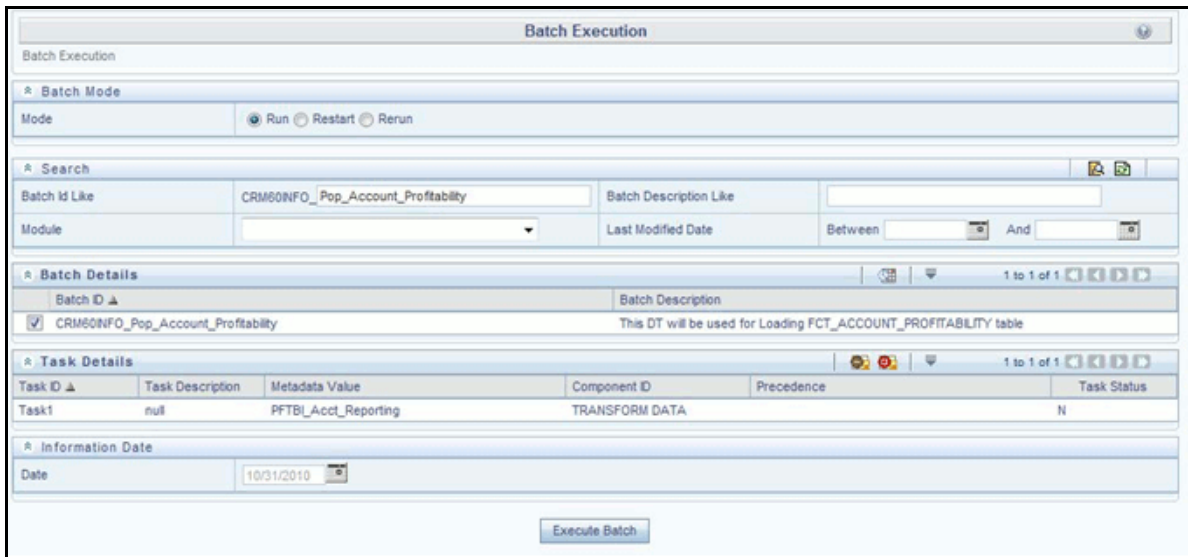 Batch Execution
Batch Execution
Batch Mode
Mode Run Restart Rerun
Search
Batch Id Like CRM60INFO_ Pop_Account_Profitability Batch Description Like
Module Last Modified Date Between And
Batch Details 1 to 1 of 1
Batch ID Batch Description
CRM60INFO_Pop_Account_Profitability This DT will be used for Loading FCT_ACCOUNT_PROFITABILITY table
Task Details 1 to 1 of 1
Task ID Task Description Metadata Value Component ID Precedence Task Status
Task1 null PFTBI_Acct_Reporting TRANSFORM DATA N
Information Date
Date 10/31/2010
Execute Batch